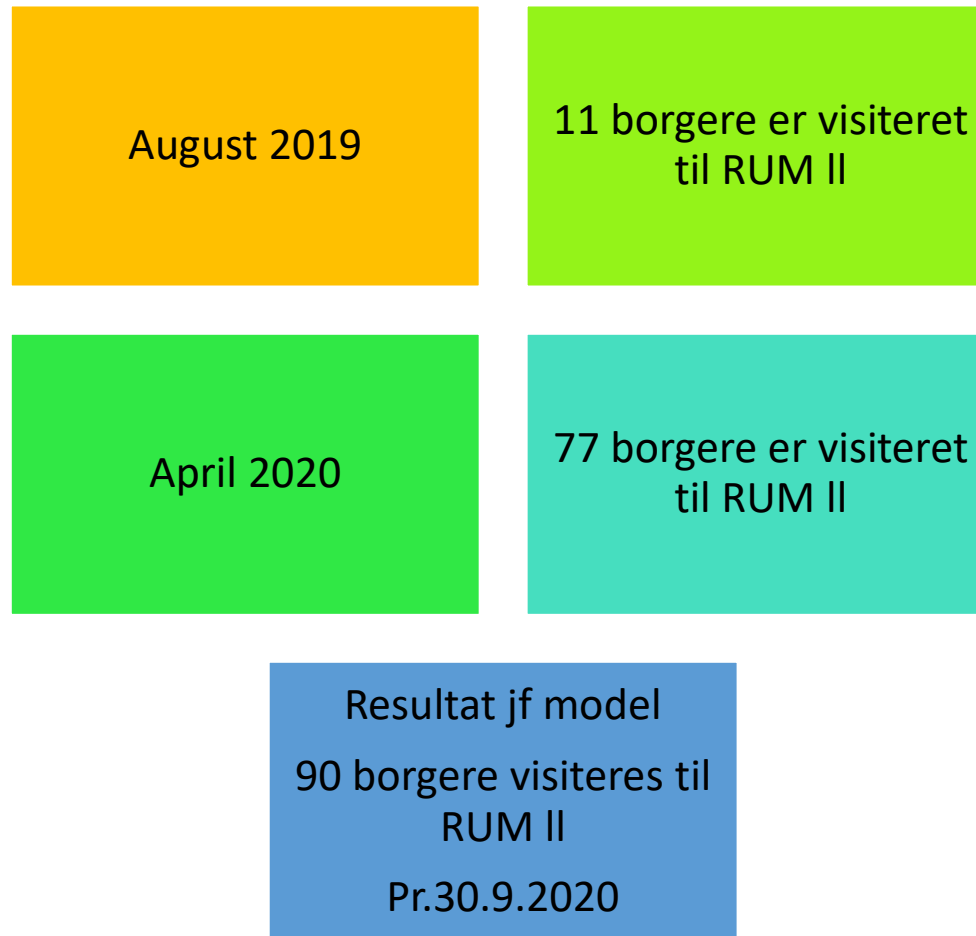 August 2019
11 borgere er visiteret
til RUM ll
April 2020
77 borgere er visiteret
til RUM ll
Resultat jf model
90 borgere visiteres til
RUM ll
Pr.30.9.2020